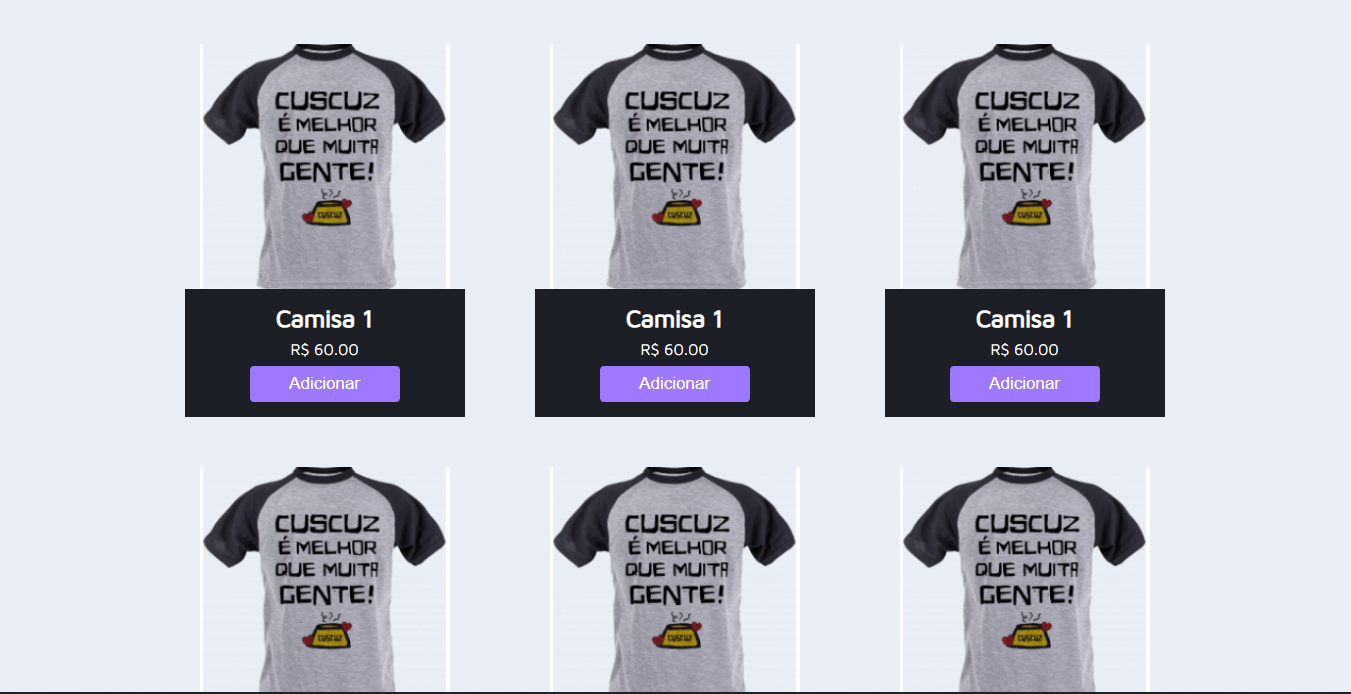 CUSCUZ
É MELHOR
QUE MUITA
GENTE!
CUSCUZ
CUSCUZ
É MELHOR
QUE MUITA
GENTE!
CUSCUZ
CUSCUZ
É MELHOR
QUE MUITA
GENTE!
CUSCUZ
Camisa 1
R$ 60.00
Adicionar
Camisa 1
R$ 60.00
Adicionar
Camisa 1
R$ 60.00
Adicionar
CUSCUZ
É MELHOR
QUE MUITA
GENTE!
CUSCUZ
CUSCUZ
É MELHOR
QUE MUITA
GENTE!
CUSCUZ
CUSCUZ
É MELHOR
QUE MUITA
GENTE!
CUSCUZ